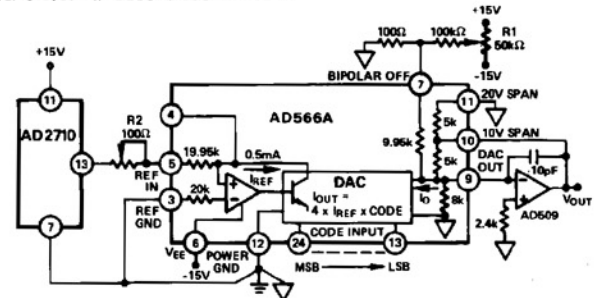 +15V
100Ω
100kΩ
R1
50kΩ
+15V
-15V
BIPOLAR OFF
7
11
20V SPAN
11
AD2710
13
7
R2
100Ω
4
AD566A
5k
10
10V SPAN
9.95k
5k
DAC
OUT
9
10pF
5
19.95k
0.5mA
REF
IN
IREF
DAC
IOUT =
4 x IREF x CODE
IO
8k
VOUT
AD509
2.4k
3
20k
REF
GND
6
VEE
-15V
12
POWER
GND
24
CODE INPUT
13
MSB
LSB